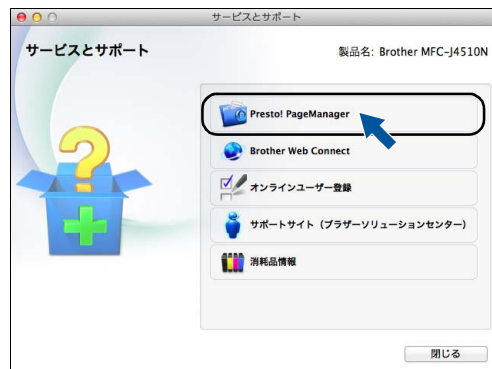 サービスとサポート
サービスとサポート
製品名: Brother MFC-J4510N
Presto! PageManager
Brother Web Connect
オンラインユーザー登録
サポートサイト（ブラザーソリューションセンター）
消耗品情報
閉じる